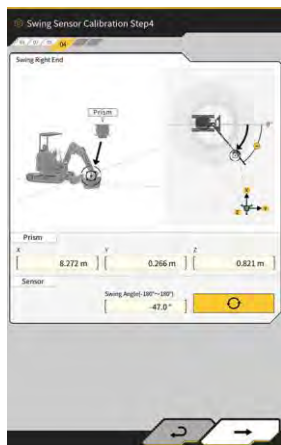 Swing Sensor Calibration Step4
04
Swing Right End
Prism
0°
Prism
X Y Z
[ 8.272 m ] [ 0.266 m ] [ 0.821 m ]
Sensor
Swing Angle(-180°~180°)
[ -47.0 ° ]